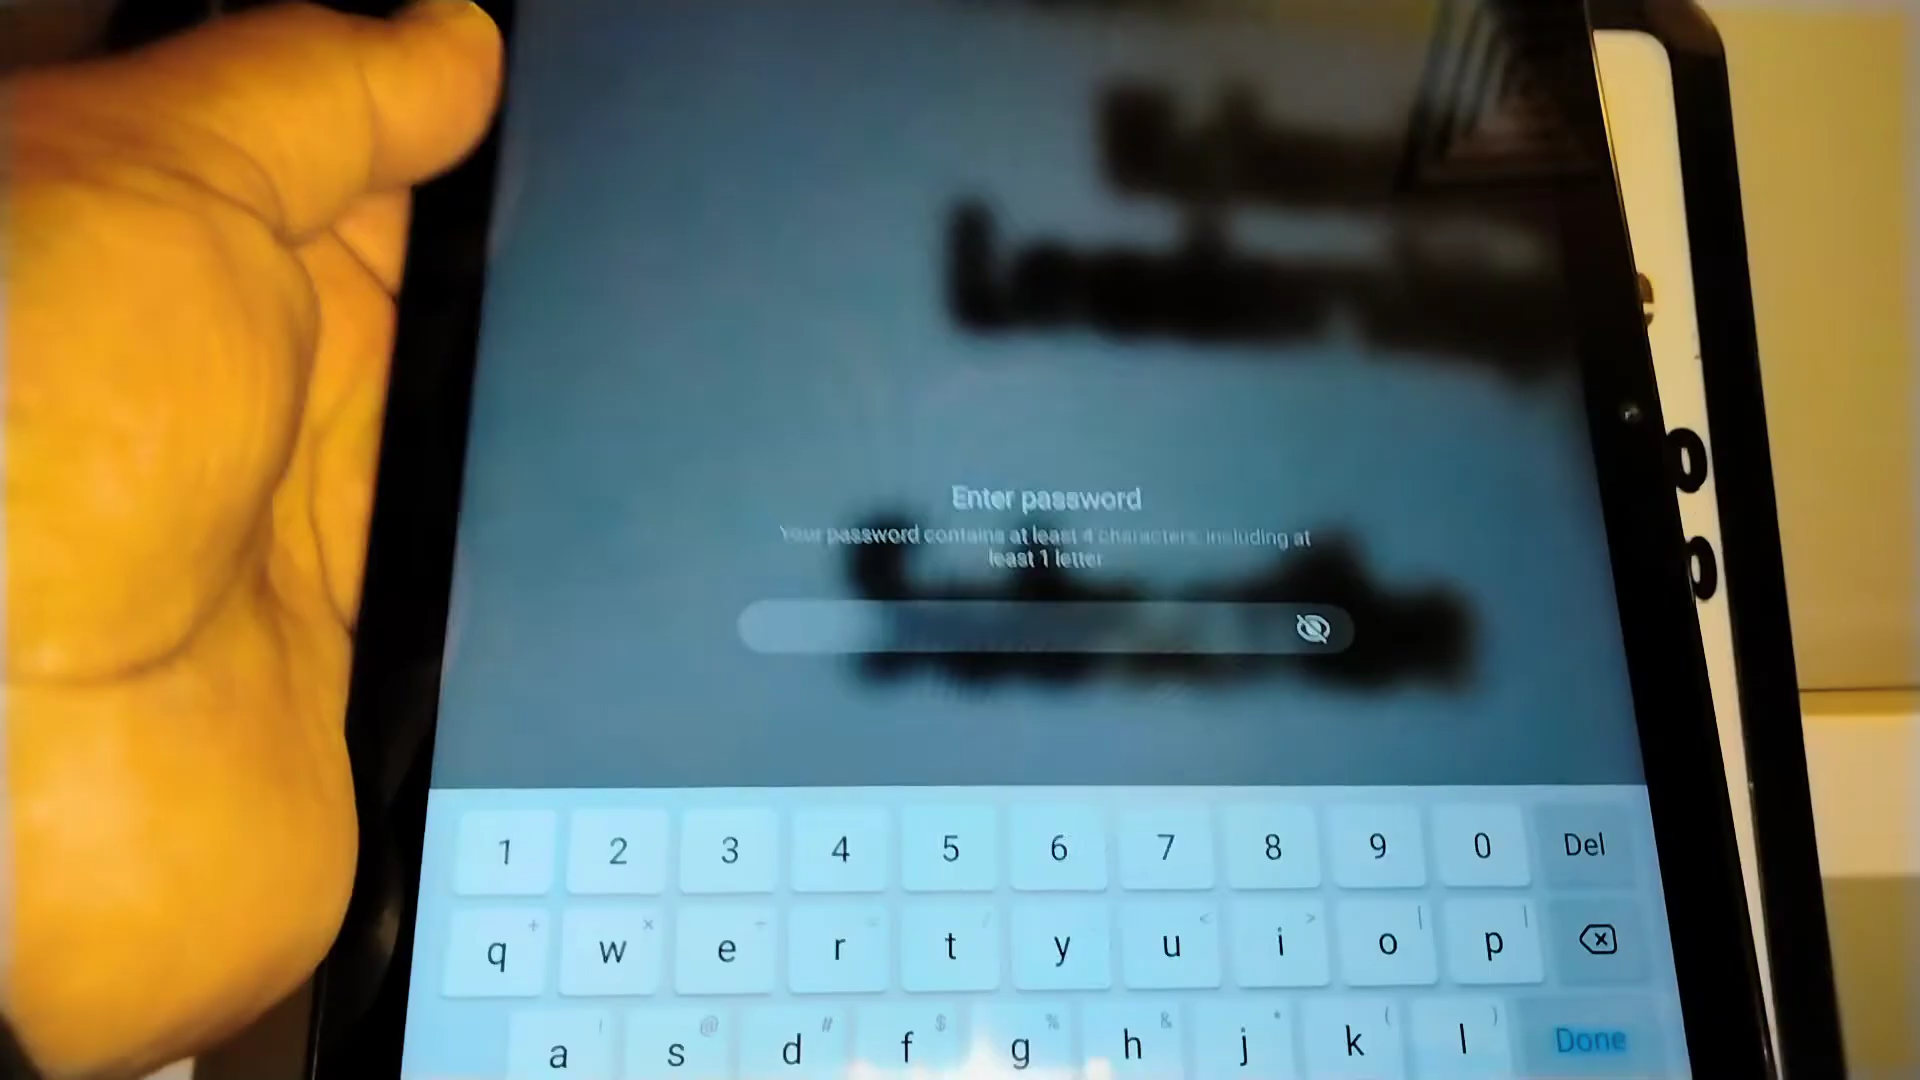 Enter password
Your password contains at least 4 characters, including at
least 1 letter
1 2 3 4 5 6 7 8 9 0 Del
q w e r t y u i o p
a s d f g h j k l Done